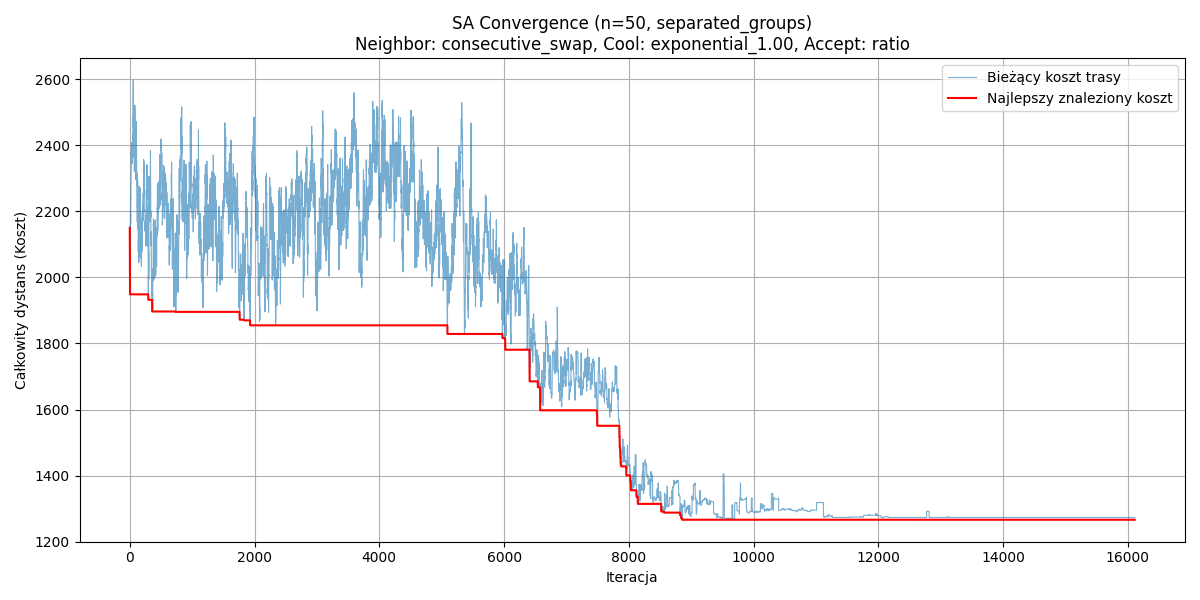 SA Convergence (n=50, separated_groups)
Neighbor: consecutive_swap, Cool: exponential_1.00, Accept: ratio
Bieżący koszt trasy
Najlepszy znaleziony koszt
Całkowity dystans (Koszt)
2600
2400
2200
2000
1800
1600
1400
1200
0 2000 4000 6000 8000 10000 12000 14000 16000
Iteracja